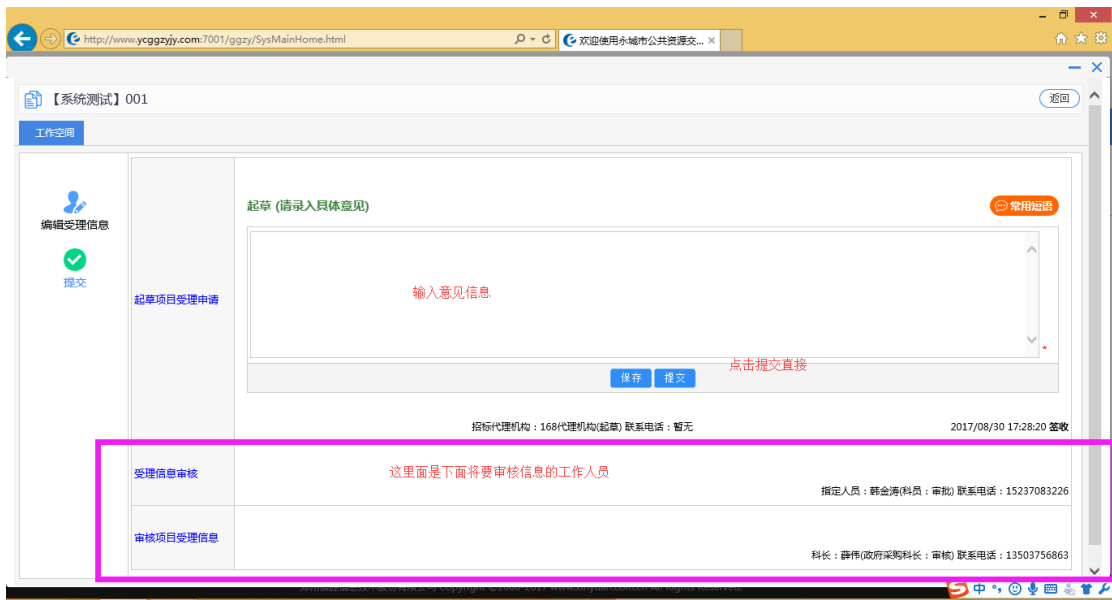 http://www.ycggzyjy.com:7001/ggzy/SysMainHome.html
欢迎使用永城市公共资源交...
【系统测试】001
返回
工作空间
编辑受理信息
提交
起草项目受理申请
起草 (请录入具体意见)
常用短语
输入意见信息
*
点击提交直接
保存 提交
招标代理机构：168代理机构(起草) 联系电话：暂无
2017/08/30 17:28:20 签收
受理信息审核
这里面是下面将要审核信息的工作人员
指定人员：韩金涛(科员：审批) 联系电话：15237083226
审核项目受理信息
科长：薛伟(政府采购科长：审核) 联系电话：13503756863
中